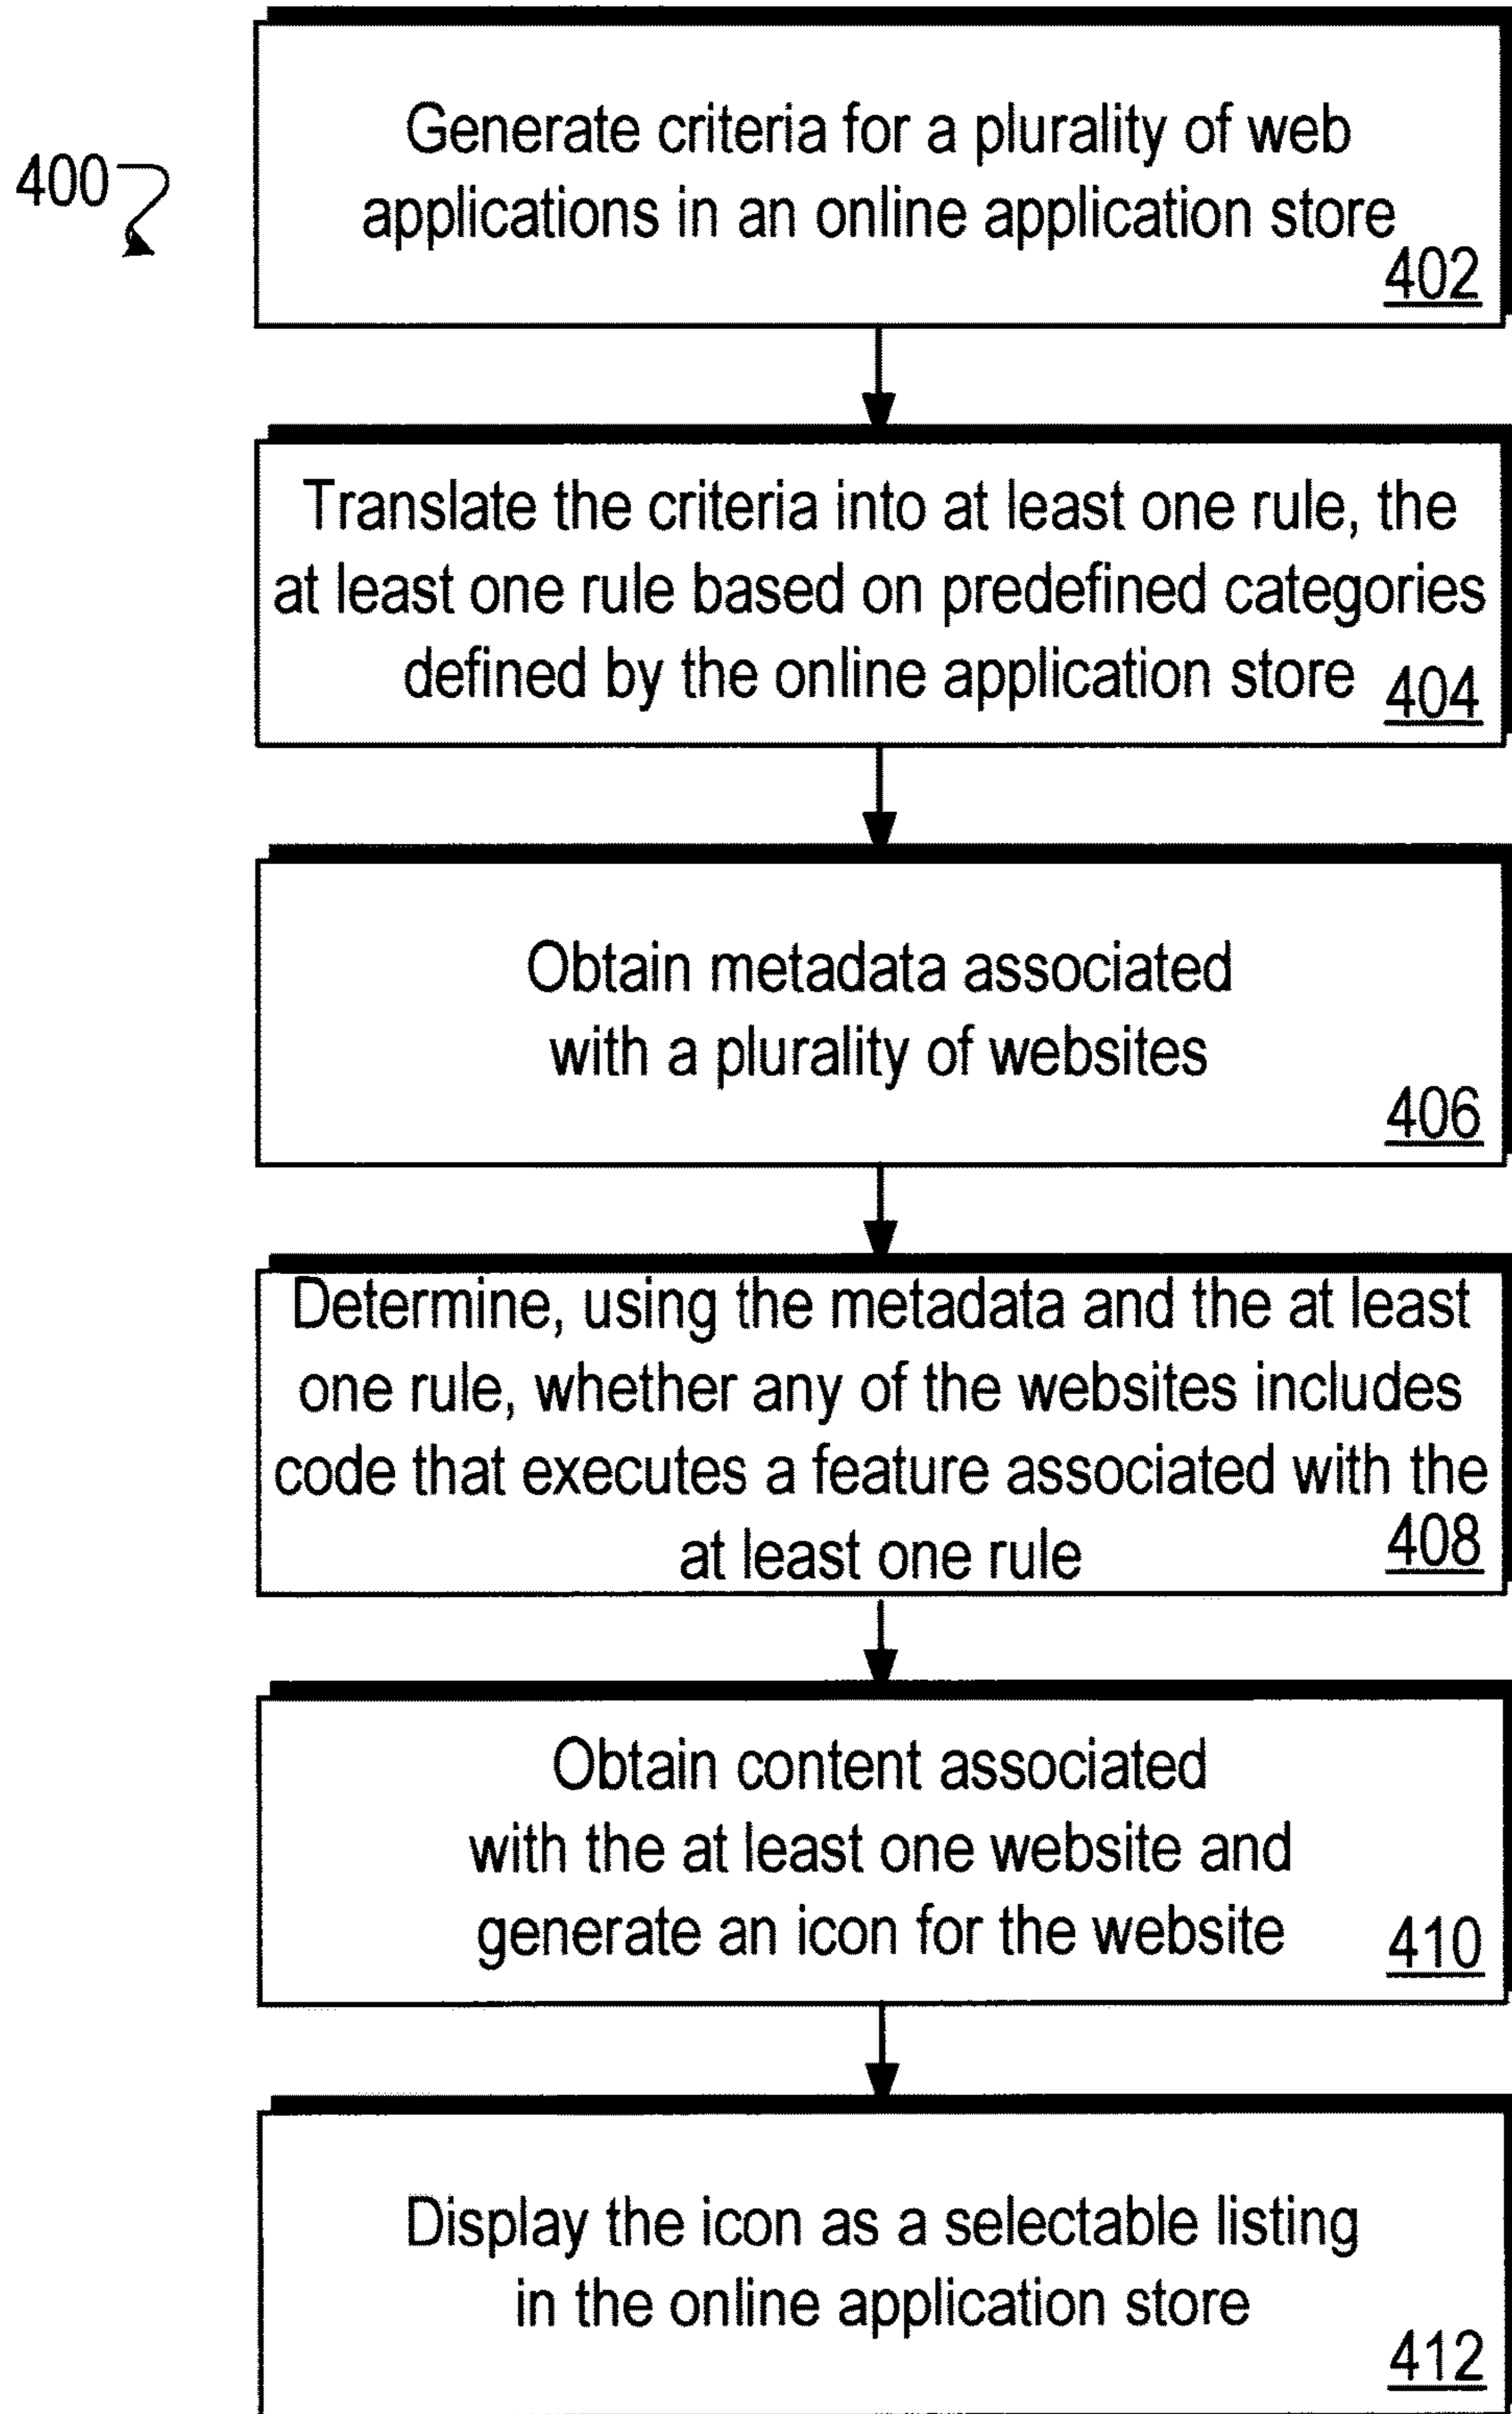 400
Generate criteria for a plurality of web
applications in an online application store
402
Translate the criteria into at least one rule, the
at least one rule based on predefined categories
defined by the online application store
404
Obtain metadata associated
with a plurality of websites
406
Determine, using the metadata and the at least
one rule, whether any of the websites includes
code that executes a feature associated with the
at least one rule
408
Obtain content associated
with the at least one website and
generate an icon for the website
410
Display the icon as a selectable listing
in the online application store
412